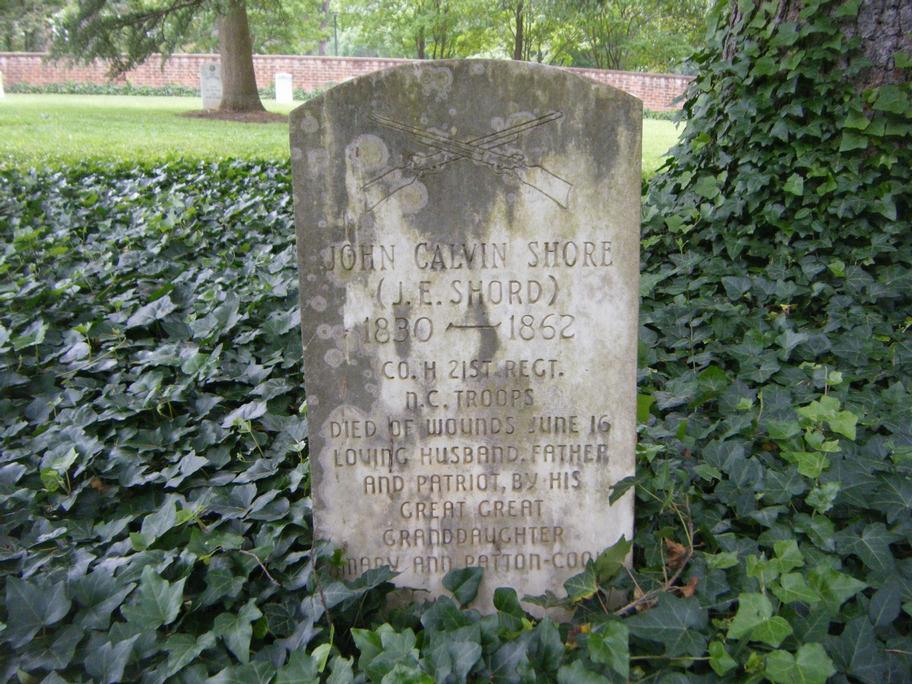 JOHN CALVIN SHORE
(J.E. SHORD)
1830 — 1862
CO. H 21ST. REGT.
N.C. TROOPS
DIED OF WOUNDS JUNE 16
LOVING HUSBAND, FATHER
AND PATRIOT, BY HIS
GREAT GREAT
GRANDDAUGHTER
MARY ANN PATTON-COOK